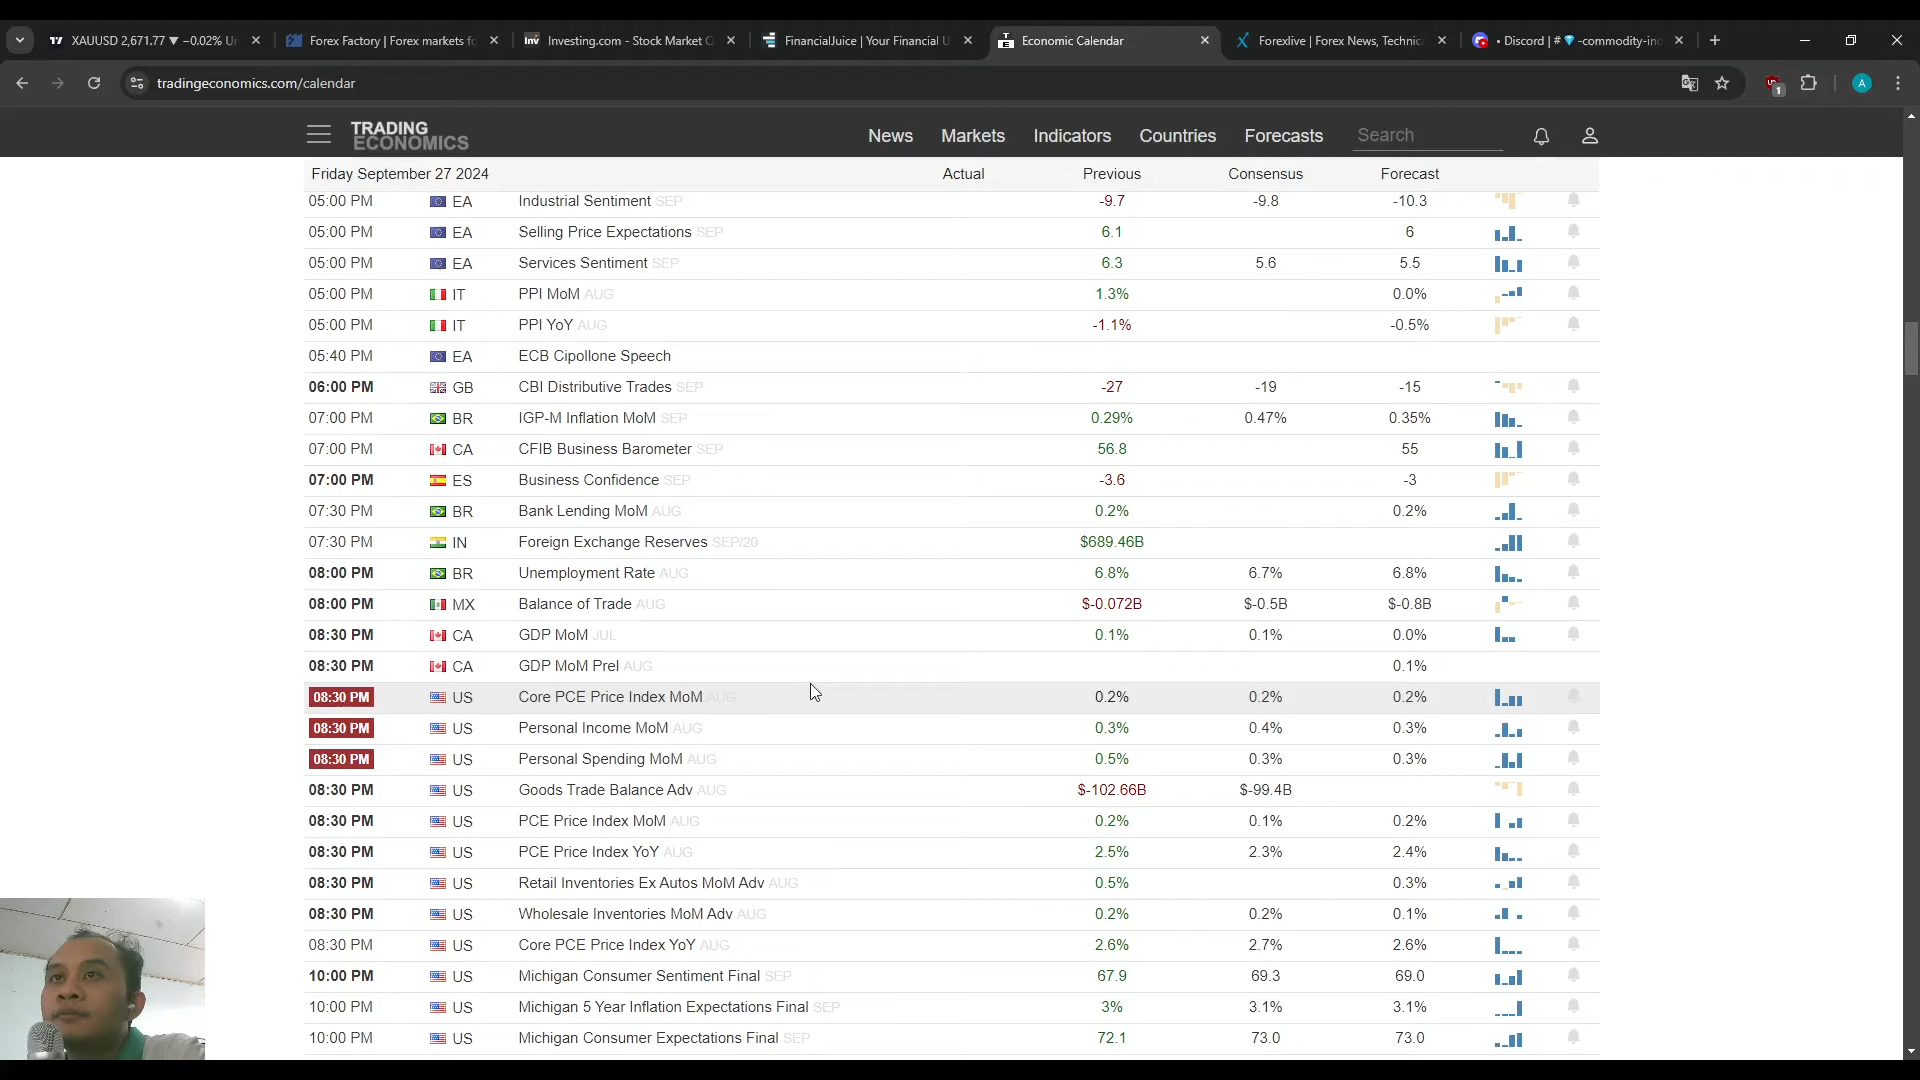 XAUUSD 2,671.77 ▼ −0.02% Un
Forex Factory | Forex markets fo
Investing.com - Stock Market Q
FinancialJuice | Your Financial U
Economic Calendar
Forexlive | Forex News, Technic
• Discord | # 💎 -commodity-in
tradingeconomics.com/calendar
TRADING ECONOMICS
News Markets Indicators Countries Forecasts Search
Friday September 27 2024 Actual Previous Consensus Forecast
05:00 PM EA Industrial Sentiment SEP -9.7 -9.8 -10.3
05:00 PM EA Selling Price Expectations SEP 6.1 6
05:00 PM EA Services Sentiment SEP 6.3 5.6 5.5
05:00 PM IT PPI MoM AUG 1.3% 0.0%
05:00 PM IT PPI YoY AUG -1.1% -0.5%
05:40 PM EA ECB Cipollone Speech
06:00 PM GB CBI Distributive Trades SEP -27 -19 -15
07:00 PM BR IGP-M Inflation MoM SEP 0.29% 0.47% 0.35%
07:00 PM CA CFIB Business Barometer SEP 56.8 55
07:00 PM ES Business Confidence SEP -3.6 -3
07:30 PM BR Bank Lending MoM AUG 0.2% 0.2%
07:30 PM IN Foreign Exchange Reserves SEP/20 $689.46B
08:00 PM BR Unemployment Rate AUG 6.8% 6.7% 6.8%
08:00 PM MX Balance of Trade AUG $-0.072B $-0.5B $-0.8B
08:30 PM CA GDP MoM JUL 0.1% 0.1% 0.0%
08:30 PM CA GDP MoM Prel AUG 0.1%
08:30 PM US Core PCE Price Index MoM AUG 0.2% 0.2% 0.2%
08:30 PM US Personal Income MoM AUG 0.3% 0.4% 0.3%
08:30 PM US Personal Spending MoM AUG 0.5% 0.3% 0.3%
08:30 PM US Goods Trade Balance Adv AUG $-102.66B $-99.4B
08:30 PM US PCE Price Index MoM AUG 0.2% 0.1% 0.2%
08:30 PM US PCE Price Index YoY AUG 2.5% 2.3% 2.4%
08:30 PM US Retail Inventories Ex Autos MoM Adv AUG 0.5% 0.3%
08:30 PM US Wholesale Inventories MoM Adv AUG 0.2% 0.2% 0.1%
08:30 PM US Core PCE Price Index YoY AUG 2.6% 2.7% 2.6%
10:00 PM US Michigan Consumer Sentiment Final SEP 67.9 69.3 69.0
10:00 PM US Michigan 5 Year Inflation Expectations Final SEP 3% 3.1% 3.1%
10:00 PM US Michigan Consumer Expectations Final SEP 72.1 73.0 73.0